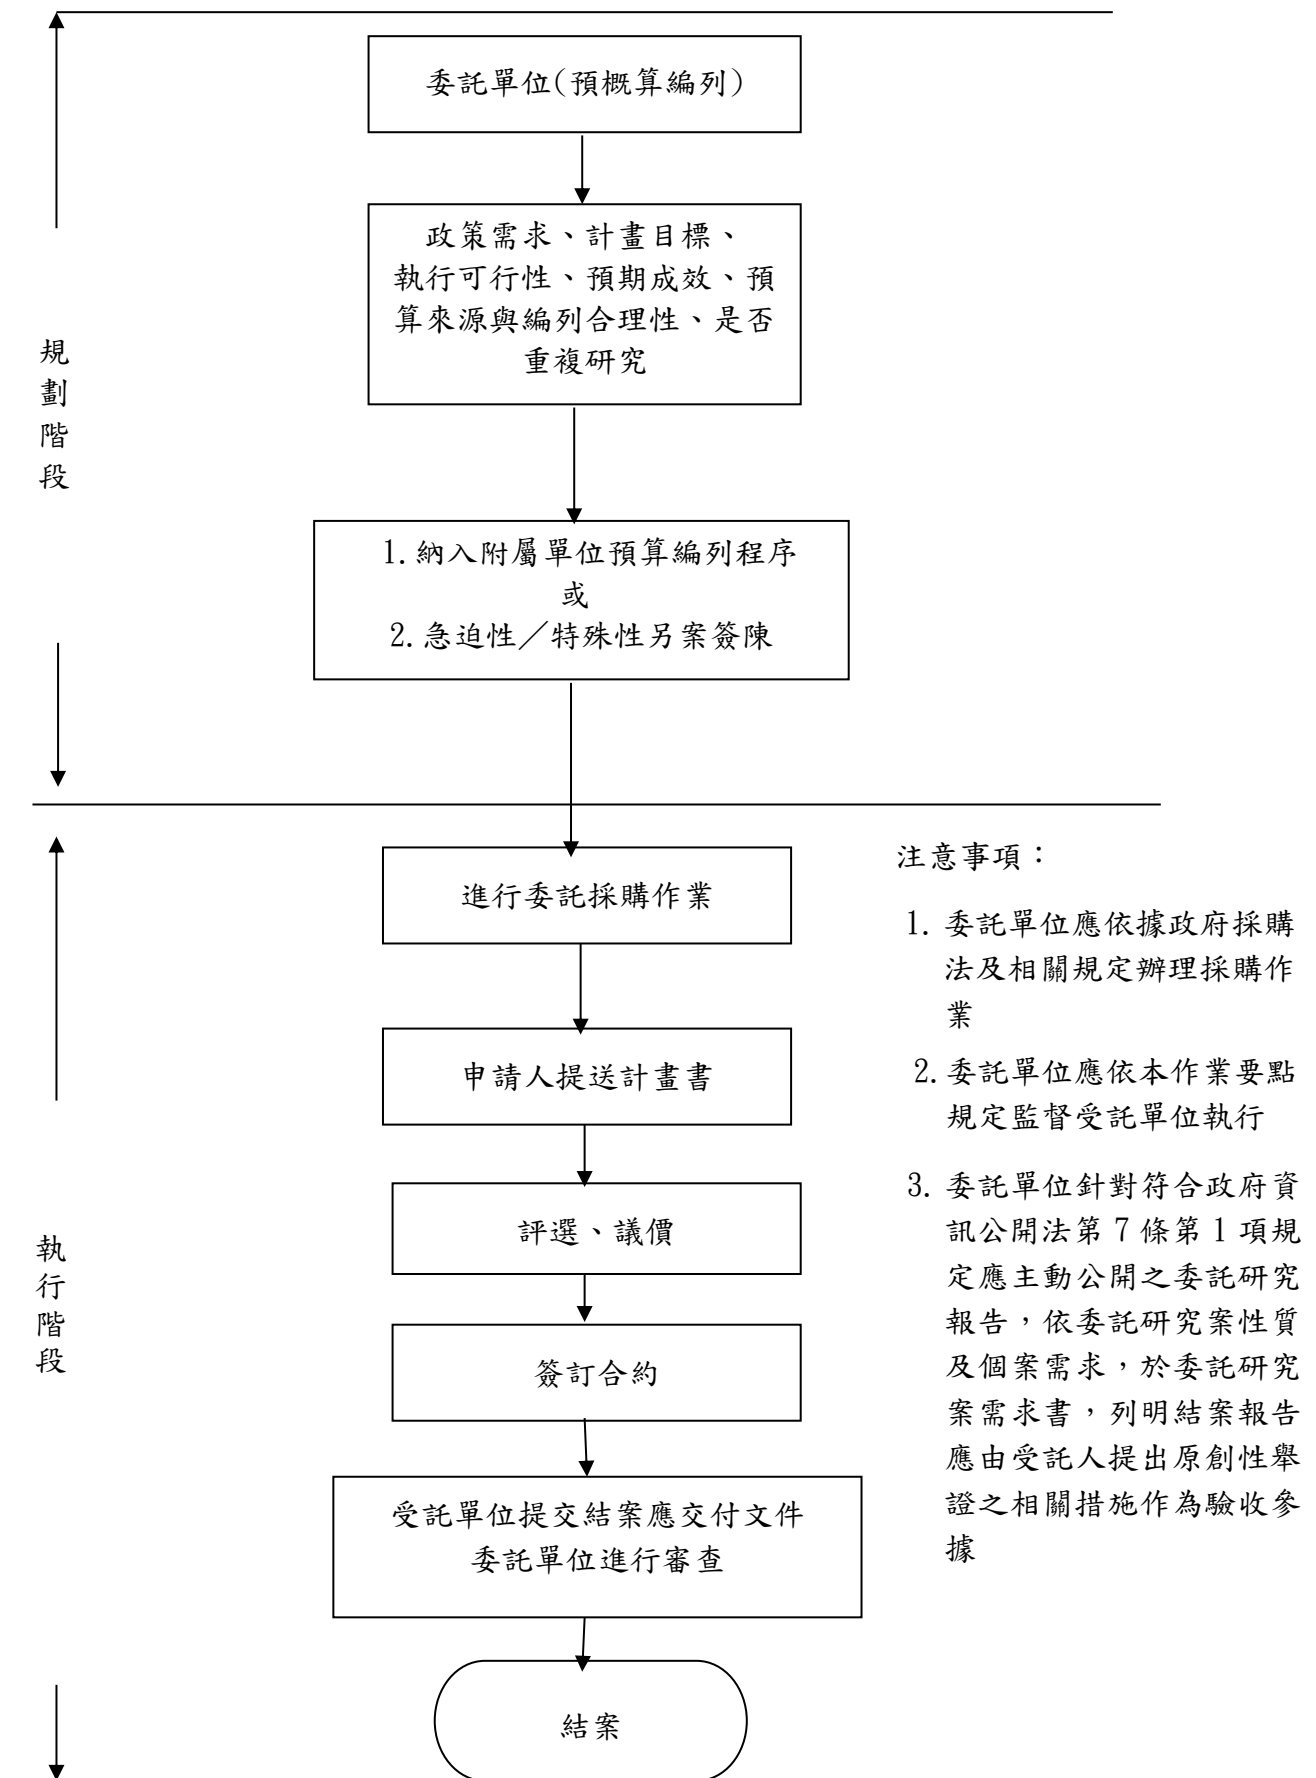 委託單位(預概算編列)
政策需求、計畫目標、
執行可行性、預期成效、預
算來源與編列合理性、是否
重複研究
規
劃
階
段
1.納入附屬單位預算編列程序
或
2.急迫性／特殊性另案簽陳
進行委託採購作業
申請人提送計畫書
評選、議價
簽訂合約
受託單位提交結案應交付文件
委託單位進行審查
結案
執
行
階
段
注意事項：
1. 委託單位應依據政府採購
法及相關規定辦理採購作
業
2.委託單位應依本作業要點
規定監督受託單位執行
3. 委託單位針對符合政府資
訊公開法第 7 條第 1 項規
定應主動公開之委託研究
報告，依委託研究案性質
及個案需求，於委託研究
案需求書，列明結案報告
應由受託人提出原創性舉
證之相關措施作為驗收參
據